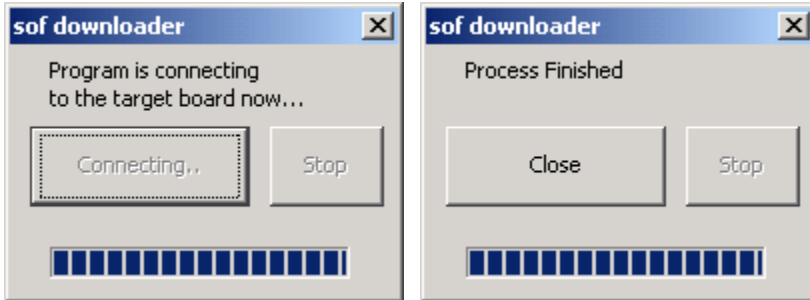 sof downloader
Program is connecting
to the target board now...
Connecting..
Stop
sof downloader
Process Finished
Close
Stop